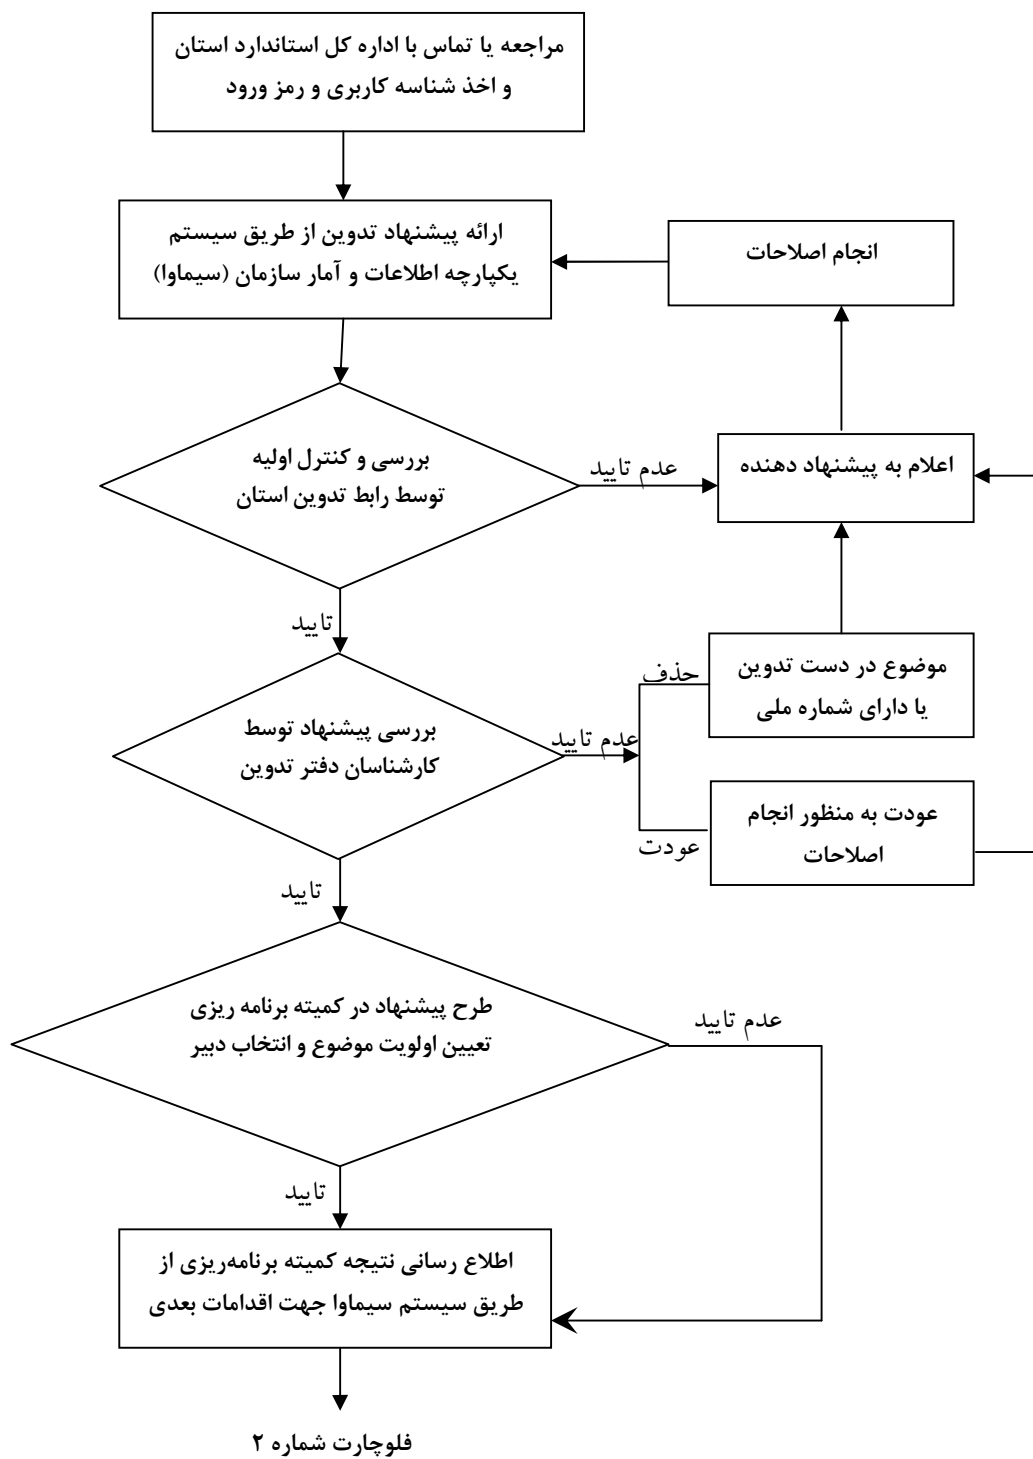 مراجعه یا تماس با اداره کل استاندارد استان
و اخذ شناسه کاربری و رمز ورود
ارائه پیشنهاد تدوین از طریق سیستم
یکپارچه اطلاعات و آمار سازمان (سیماوا)
انجام اصلاحات
بررسی و کنترل اولیه
توسط رابط تدوین استان
عدم تایید
اعلام به پیشنهاد دهنده
تایید
بررسی پیشنهاد توسط
کارشناسان دفتر تدوین
عدم تایید
حذف
موضوع در دست تدوین
یا دارای شماره ملی
عودت
عودت به منظور انجام
اصلاحات
تایید
طرح پیشنهاد در کمیته برنامه ریزی
تعیین اولویت موضوع و انتخاب دبیر
عدم تایید
تایید
اطلاع رسانی نتیجه کمیته برنامه‌ریزی از
طریق سیستم سیماوا جهت اقدامات بعدی
فلوچارت شماره ۲